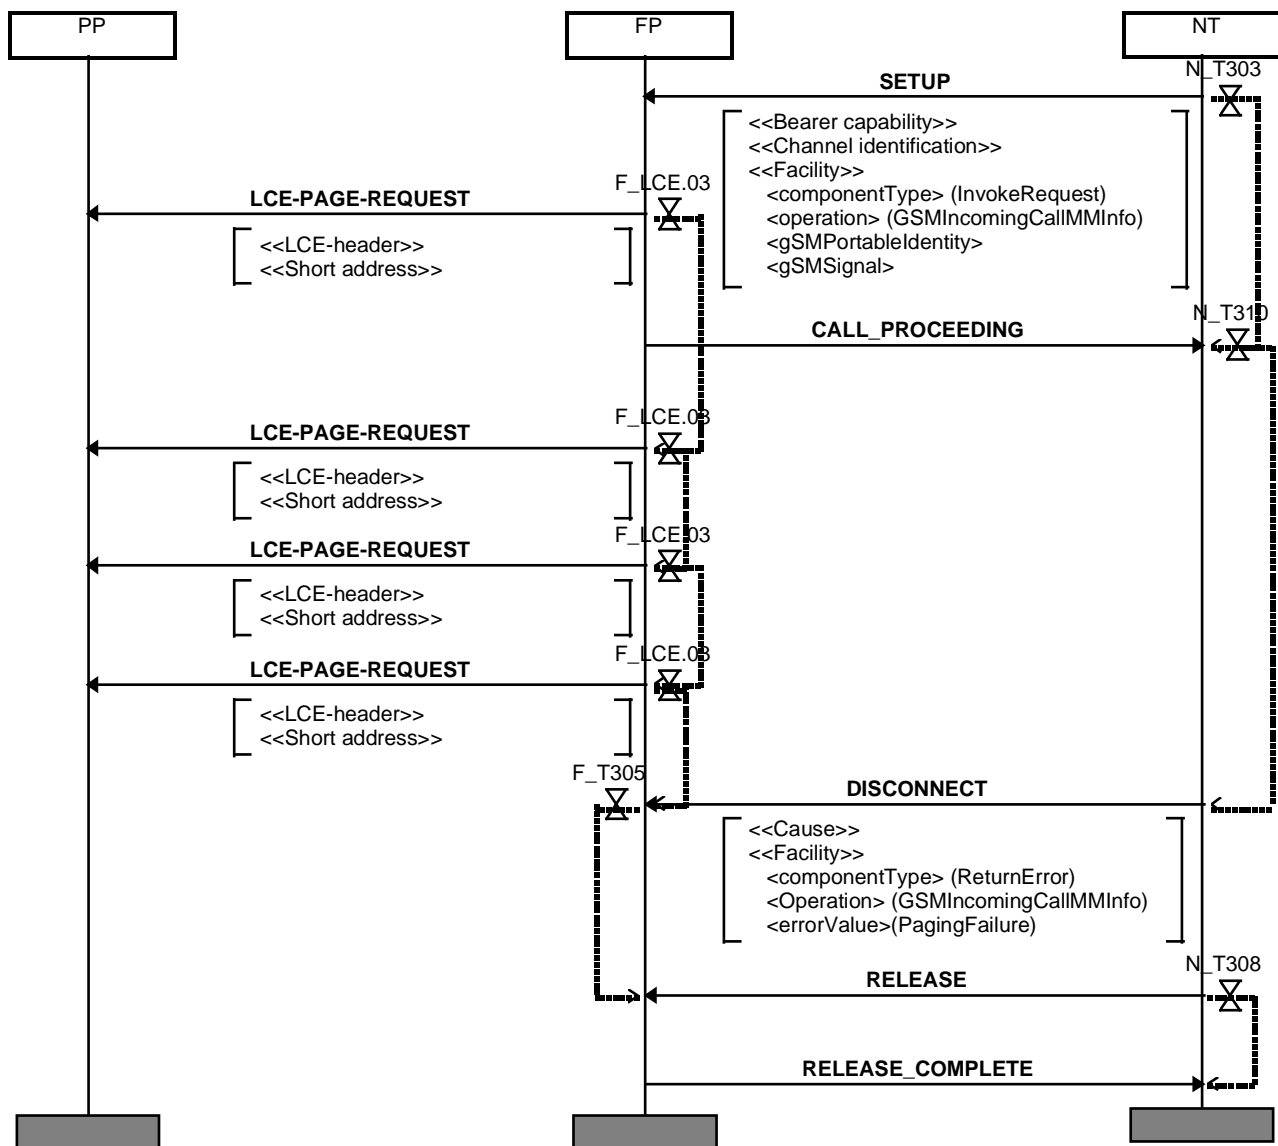 PP
FP
NT
N_T303
SETUP
<<Bearer capability>>
<<Channel identification>>
<<Facility>>
<componentType> (InvokeRequest)
<operation> (GSMIncomingCallMMInfo)
<gSMPortableIdentity>
<gSMSignal>
F_LCE.03
LCE-PAGE-REQUEST
<<LCE-header>>
<<Short address>>
N_T310
CALL_PROCEEDING
F_LCE.03
LCE-PAGE-REQUEST
<<LCE-header>>
<<Short address>>
F_LCE.03
LCE-PAGE-REQUEST
<<LCE-header>>
<<Short address>>
F_LCE.03
LCE-PAGE-REQUEST
<<LCE-header>>
<<Short address>>
F_T305
DISCONNECT
<<Cause>>
<<Facility>>
<componentType> (ReturnError)
<Operation> (GSMIncomingCallMMInfo)
<errorValue>(PagingFailure)
N_T308
RELEASE
RELEASE_COMPLETE